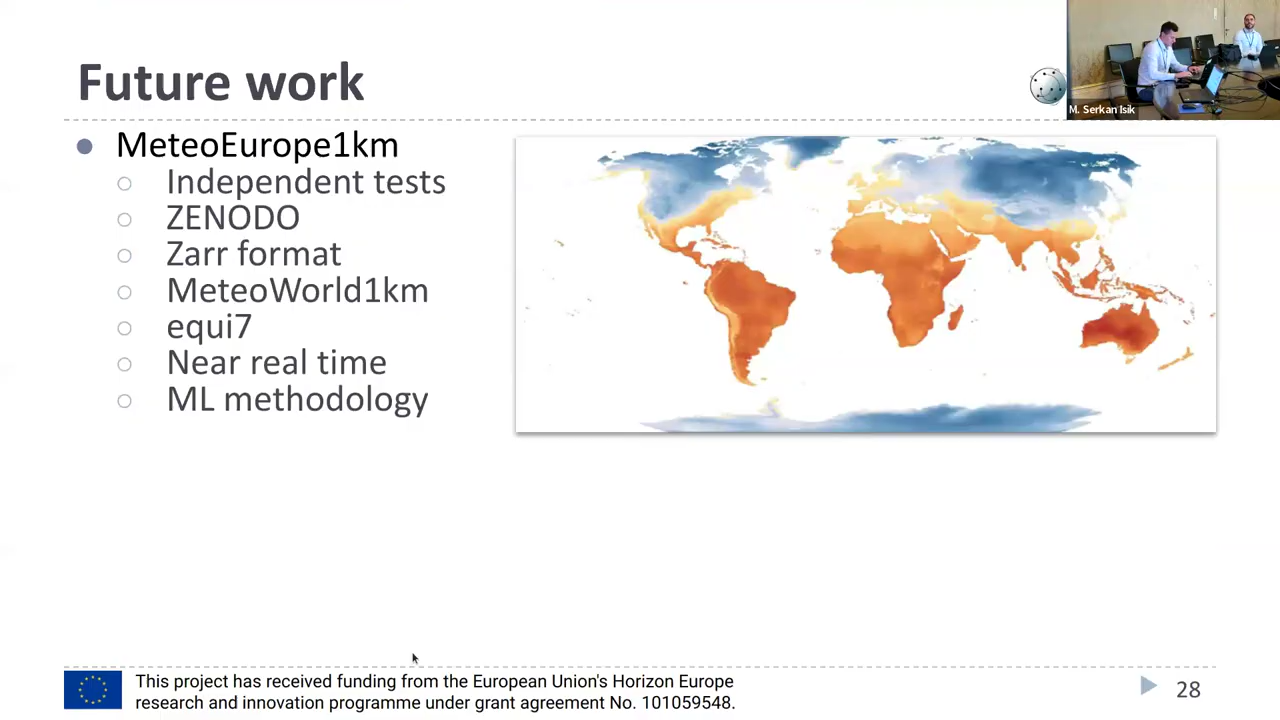 Future work
M. Serkan Isik
MeteoEurope1km
Independent tests
ZENODO
Zarr format
MeteoWorld1km
equi7
Near real time
ML methodology
This project has received funding from the European Union's Horizon Europe
research and innovation programme under grant agreement No. 101059548.
28